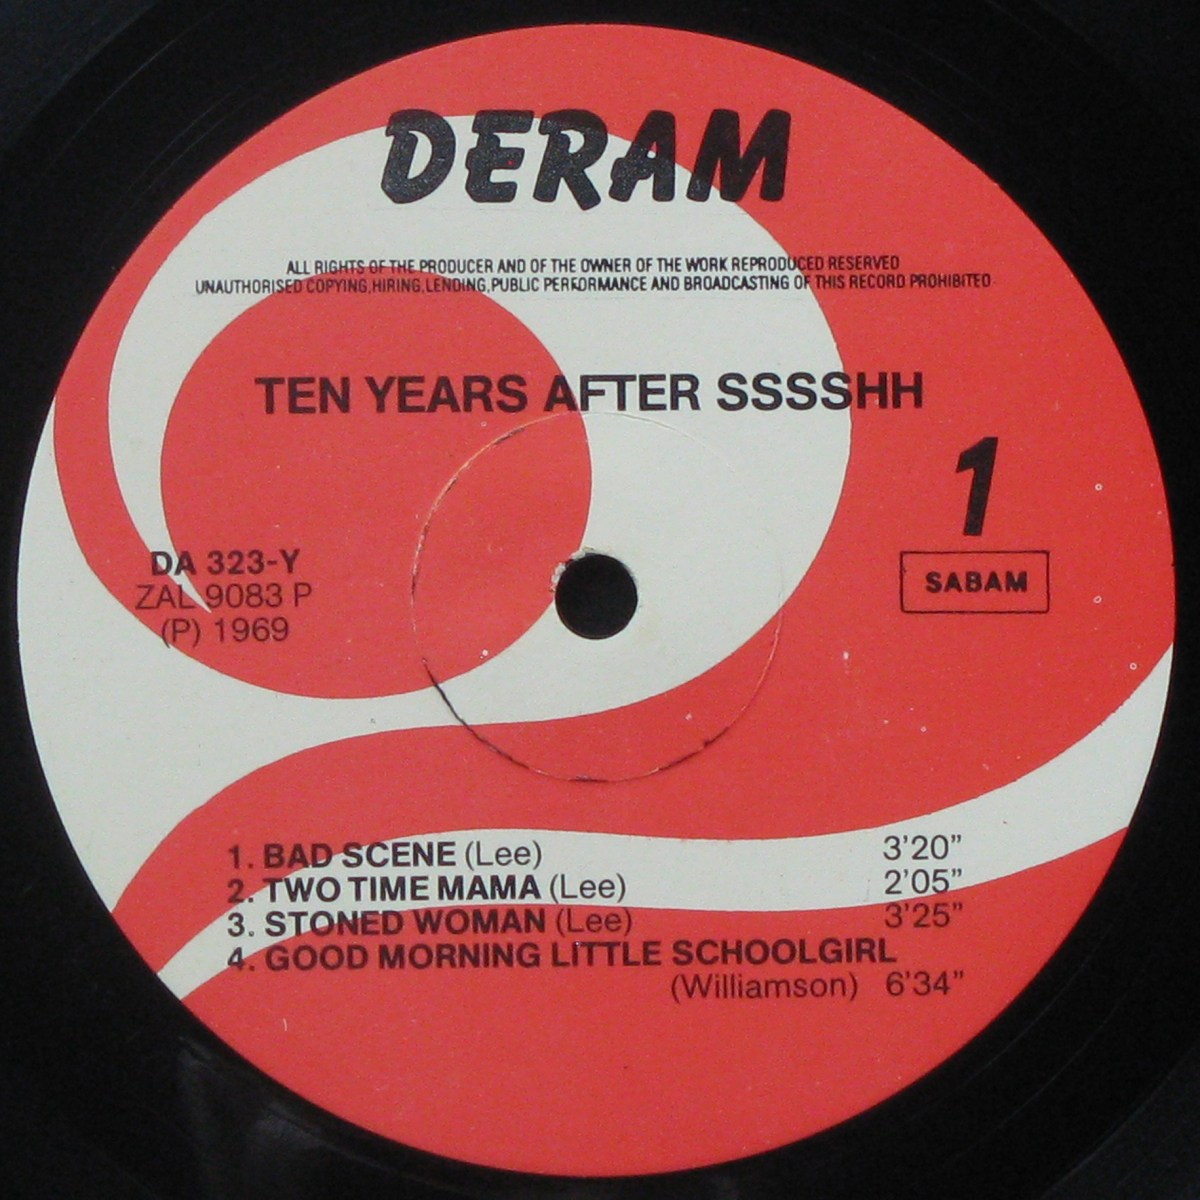 DERAM
ALL RIGHTS OF THE PRODUCER AND OF THE OWNER OF THE WORK REPRODUCED RESERVED
UNAUTHORISED COPYING,HIRING,LENDING,PUBLIC PERFORMANCE AND BROADCASTING OF THIS RECORD PROHIBITED
TEN YEARS AFTER SSSSHH
1
SABAM
DA 323-Y
ZAL 9083 P
(P) 1969
1. BAD SCENE (Lee) 3'20"
2. TWO TIME MAMA (Lee) 2'05"
3. STONED WOMAN (Lee) 3'25"
4. GOOD MORNING LITTLE SCHOOLGIRL
(Williamson) 6'34"